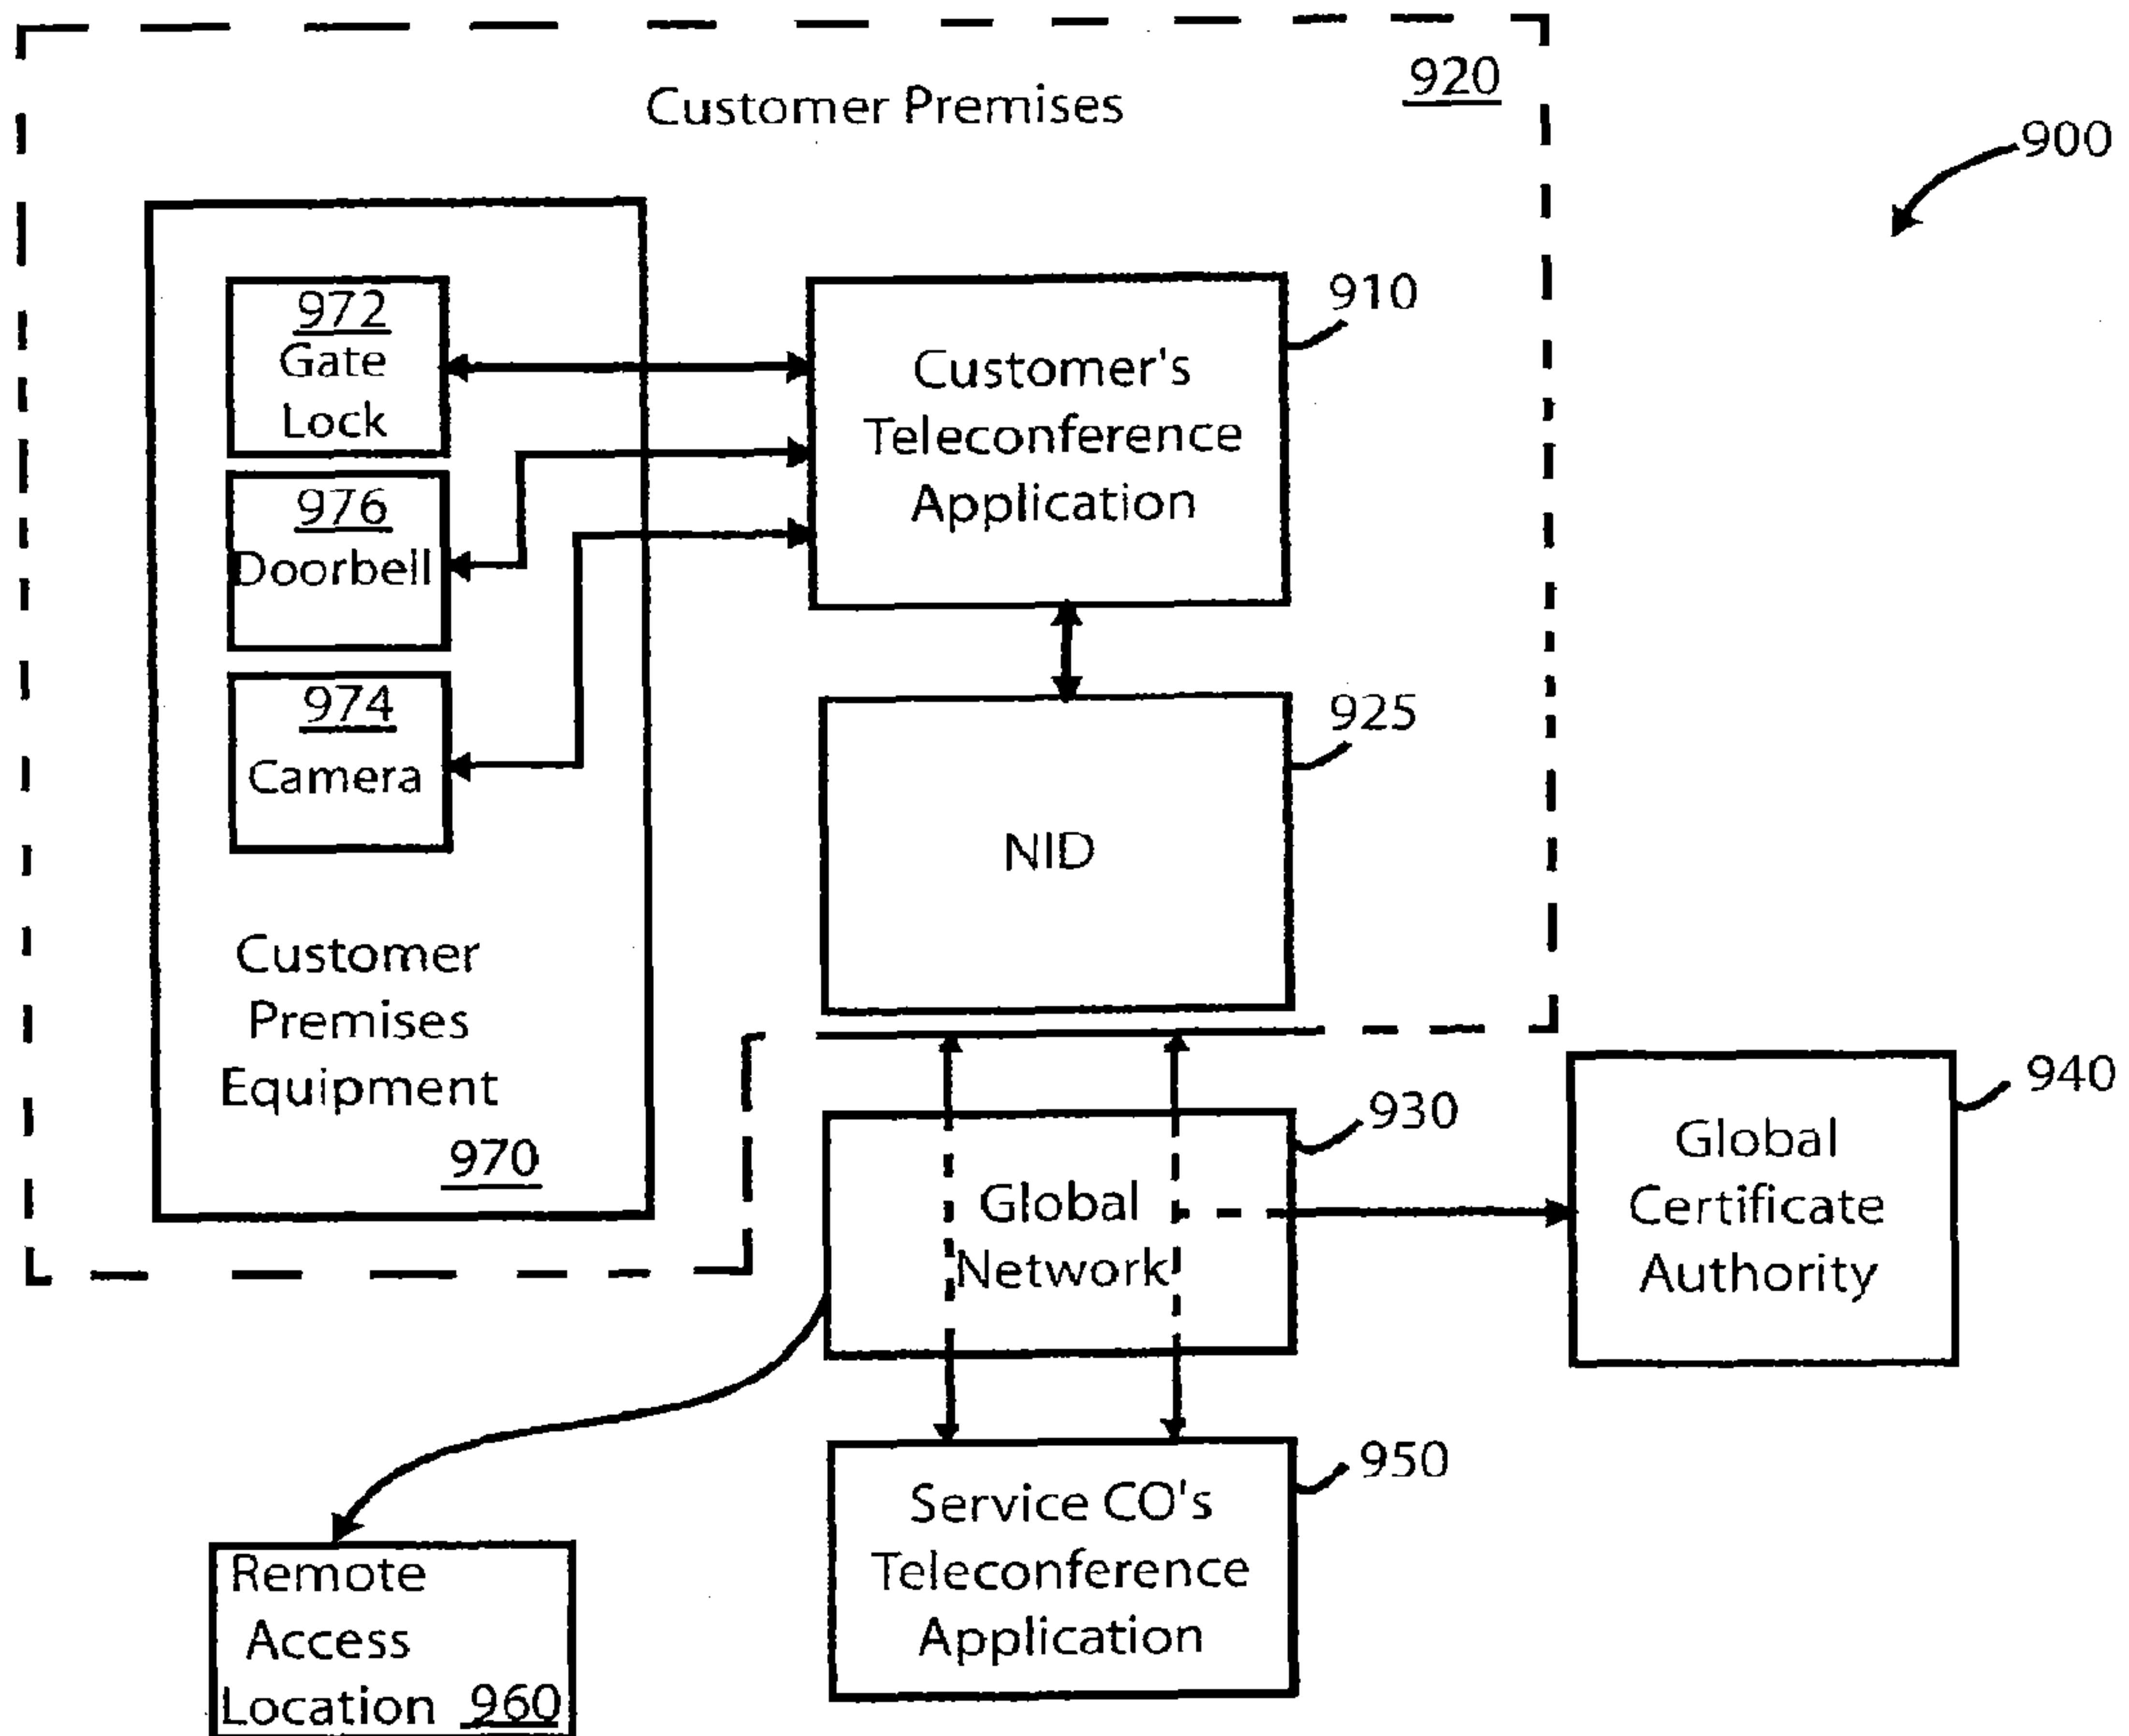 Customer Premises
920
900
972
Gate
Lock
976
Doorbell
974
Camera
Customer
Premises
Equipment
970
Customer's
Teleconference
Application
910
NID
925
Global
Network
930
Global
Certificate
Authority
940
Service CO's
Teleconference
Application
950
Remote
Access
Location 960